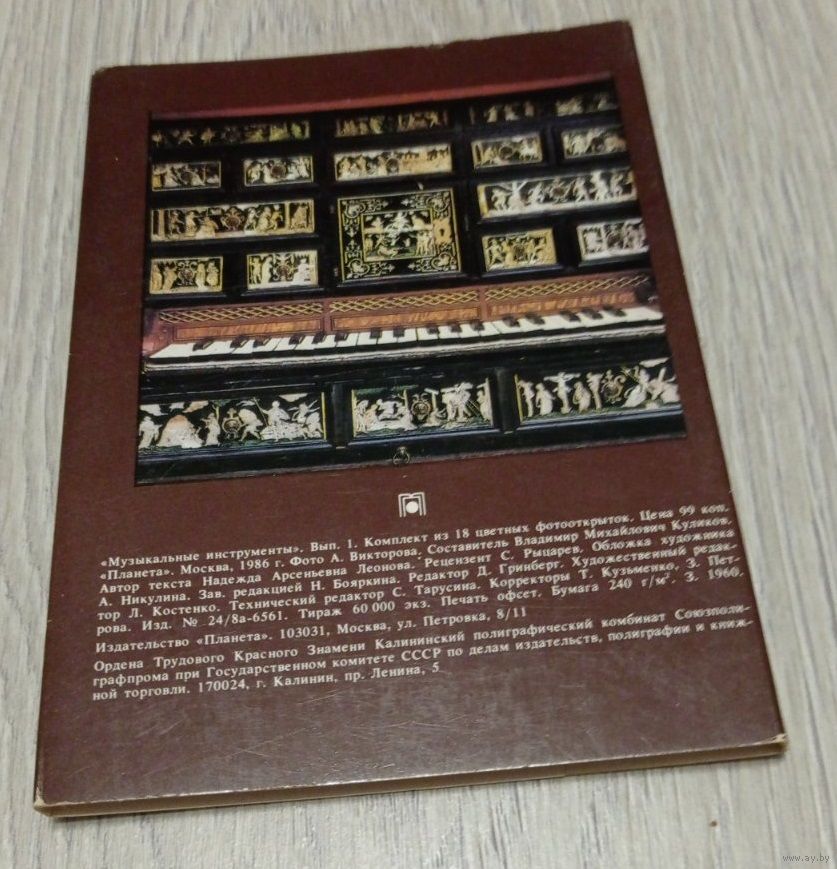 «Музыкальные инструменты». Вып. 1. Комплект из 18 цветных фотооткрыток. Цена 99 коп.
«Планета». Москва, 1986 г. Фото А. Викторова. Составитель Владимир Михайлович Куликов.
Автор текста Надежда Арсеньевна Леонова. Рецензент С. Рыцарев. Обложка художника
А. Никулина. Зав. редакцией Н. Бояркина. Редактор Д. Гринберг. Художественный редак-
тор Л. Костенко. Технический редактор С. Тарусина. Корректоры Т. Кузьменко, З. Пет-
рова. Изд. № 24/8а-6561. Тираж 60 000 экз. Печать офсет. Бумага 240 г/м². З. 1960.
Издательство «Планета». 103031, Москва, ул. Петровка, 8/11
Ордена Трудового Красного Знамени Калининский полиграфический комбинат Союзполи-
графпрома при Государственном комитете СССР по делам издательств, полиграфии и книж-
ной торговли. 170024, г. Калинин, пр. Ленина, 5
www.ay.by